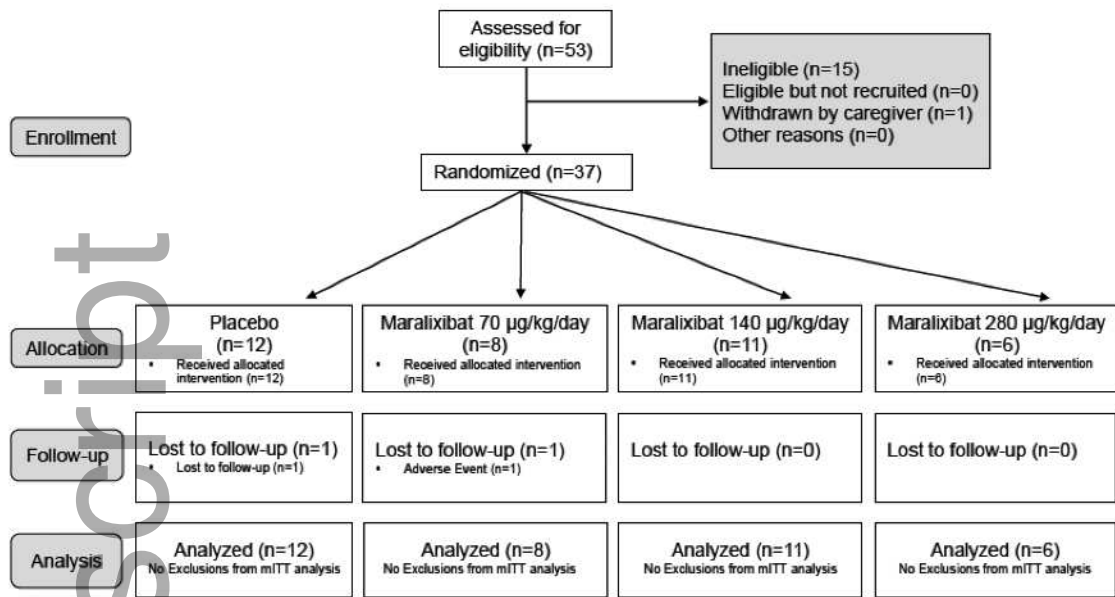 Assessed for
eligibility (n=53)
Ineligible (n=15)
Eligible but not recruited (n=0)
Withdrawn by caregiver (n=1)
Other reasons (n=0)
Enrollment
Randomized (n=37)
script
Allocation
Placebo
(n=12)
• Received allocated
intervention (n=12)
Maralixibat 70 µg/kg/day
(n=8)
• Received allocated intervention
(n=8)
Maralixibat 140 µg/kg/day
(n=11)
• Received allocated intervention
(n=11)
Maralixibat 280 µg/kg/day
(n=6)
• Received allocated intervention
(n=6)
Follow-up
Lost to follow-up (n=1)
• Lost to follow-up (n=1)
Lost to follow-up (n=1)
• Adverse Event (n=1)
Lost to follow-up (n=0)
Lost to follow-up (n=0)
Analysis
Analyzed (n=12)
No Exclusions from mITT analysis
Analyzed (n=8)
No Exclusions from mITT analysis
Analyzed (n=11)
No Exclusions from mITT analysis
Analyzed (n=6)
No Exclusions from mITT analysis